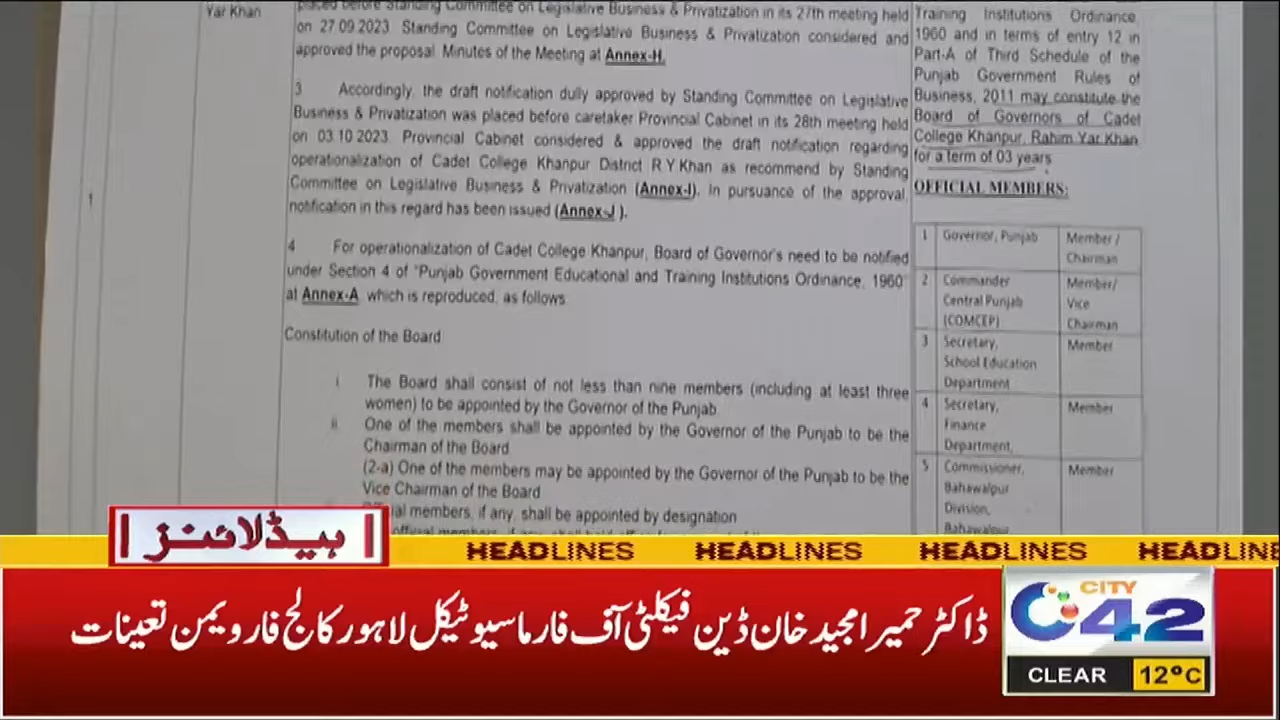 Yar Khan
placed before Standing Committee on Legislative Business & Privatization in its 27th meeting held
on 27.09.2023 Standing Committee on Legislative Business & Privatization considered and
approved the proposal. Minutes of the Meeting at Annex-H.
3 Accordingly, the draft notification dully approved by Standing Committee on Legislative
Business & Privatization was placed before caretaker Provincial Cabinet in its 28th meeting held
on 03.10.2023. Provincial Cabinet considered & approved the draft notification regarding
operationalization of Cadet College Khanpur District R Y Khan as recommend by Standing
Committee on Legislative Business & Privatization (Annex-I). In pursuance of the approval,
notification in this regard has been issued (Annex-J ).
1
4 For operationalization of Cadet College Khanpur, Board of Governor's need to be notified
under Section 4 of "Punjab Government Educational and Training Institutions Ordinance, 1960"
at Annex-A, which is reproduced, as follows
Constitution of the Board
i The Board shall consist of not less than nine members (including at least three
women) to be appointed by the Governor of the Punjab
ii One of the members shall be appointed by the Governor of the Punjab to be the
Chairman of the Board
(2-a) One of the members may be appointed by the Governor of the Punjab to be the
Vice Chairman of the Board
members, if any, shall be appointed by designation
Training Institutions Ordinance,
1960 and in terms of entry 12 in
Part-A of Third Schedule of the
Punjab Government Rules of
Business, 2011 may constitute the
Board of Governors of Cadet
College Khanpur, Rahim Yar Khan
for a term of 03 years
OFFICIAL MEMBERS:
1 Governor, Punjab Member /
Chairman
2 Commander Member/
Central Punjab Vice
(COMCEP) Chairman
3 Secretary, Member
School Education
Department
4 Secretary, Member
Finance
Department,
5 Commissioner, Member
Bahawalpur
Division,
Bahawalpur
ہیڈلائنز
HEADLINES HEADLINES HEADLINES HEADLINE
ڈاکٹر حمیرا مجید خان ڈین فیکلٹی آف فارماسیوٹیکل لاہور کالج فارویمن تعینات
CITY
42
CLEAR 12°C